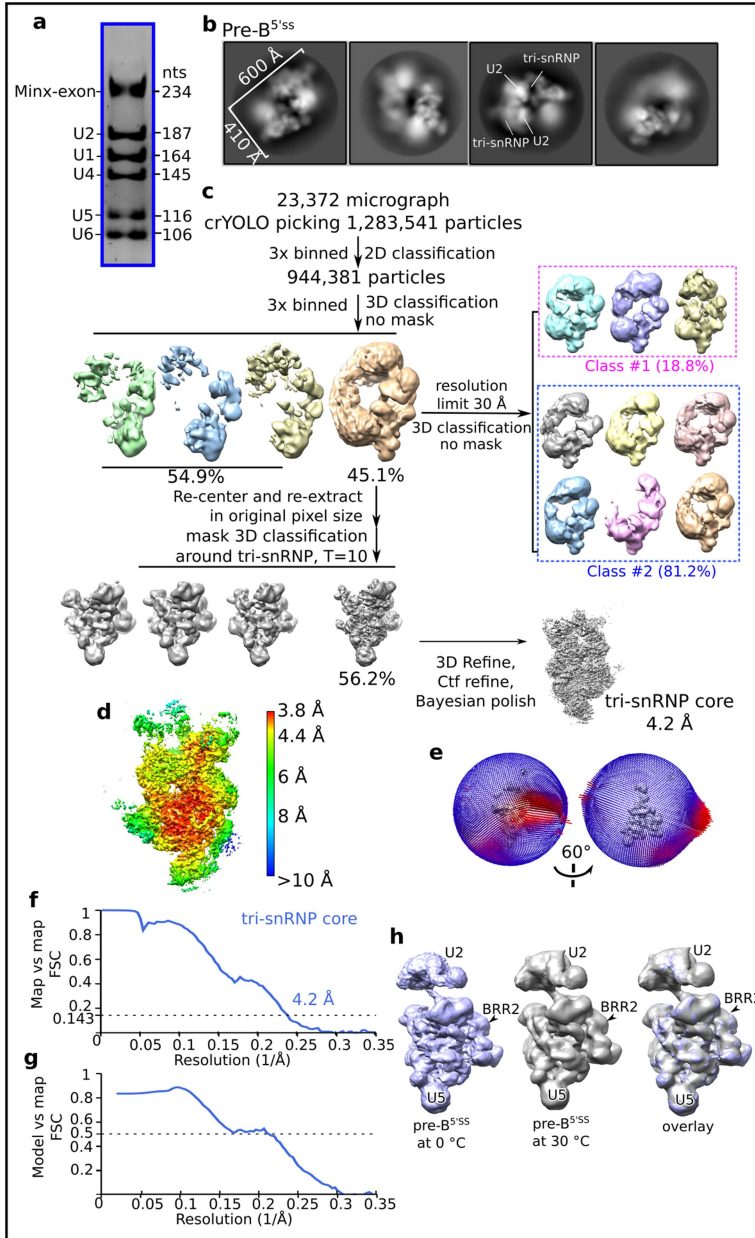 a
nts
Minx-exon
234
U2
187
U1
164
U4
145
U5
116
U6
106
b
Pre-B5'ss
600 Å
410 Å
U2
tri-snRNP
tri-snRNP
U2
c
23,372 micrograph
crYOLO picking 1,283,541 particles
3x binned
2D classification
944,381 particles
3x binned
3D classification
no mask
54.9%
45.1%
resolution
limit 30 Å
3D classification
no mask
Class #1 (18.8%)
Class #2 (81.2%)
Re-center and re-extract
in original pixel size
mask 3D classification
around tri-snRNP, T=10
56.2%
3D Refine,
Ctf refine,
Bayesian polish
tri-snRNP core
4.2 Å
d
3.8 Å
4.4 Å
6 Å
8 Å
>10 Å
e
60°
f
Map vs map
FSC
1
0.8
0.6
0.4
0.2
0.143
tri-snRNP core
4.2 Å
0
0.05
0.1
0.15
0.2
0.25
0.3
0.35
Resolution (1/Å)
g
Model vs map
FSC
1
0.8
0.6
0.5
0.4
0.2
0
0.05
0.1
0.15
0.2
0.25
0.3
0.35
Resolution (1/Å)
h
U2
BRR2
U5
pre-B5'SS
at 0 °C
U2
BRR2
U5
pre-B5'SS
at 30 °C
U2
BRR2
U5
overlay